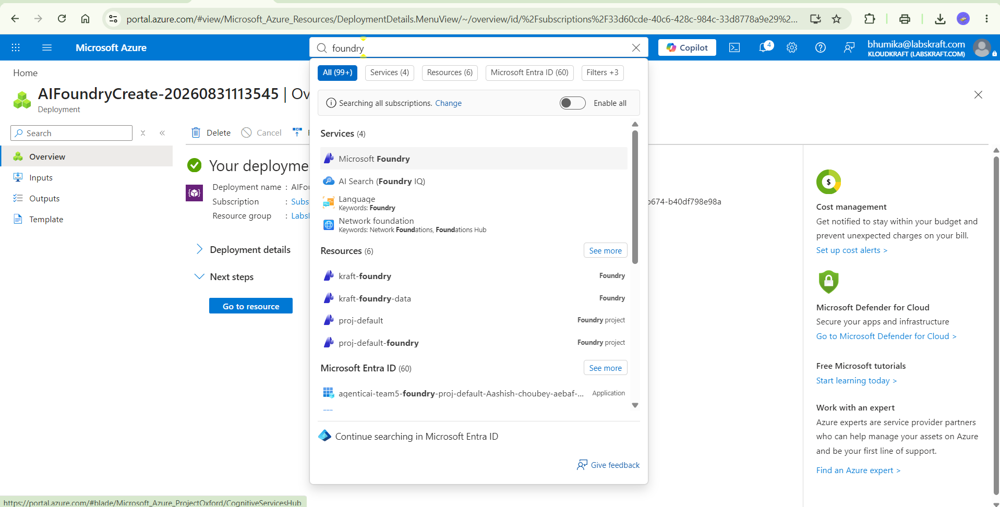 portal.azure.com/#view/Microsoft_Azure_Resources/DeploymentDetails.MenuView/~/overview/id/%2Fsubscriptions%2F33d60cde-40c6-428c-984c-33d8778a9e29%2...
Microsoft Azure
foundry
Copilot
4
bhumika@labskraft.com
KLOUDKRAFT (LABSKRAFT.COM)
Home
AIFoundryCreate-20260831113545 | Ov
Deployment
Search
Overview
Inputs
Outputs
Template
Delete
Cancel
Your deployme
Deployment name : AIFou
Subscription : Subs
Resource group : Labs
b674-b40df798e98a
Deployment details
Next steps
Go to resource
All (99+)
Services (4)
Resources (6)
Microsoft Entra ID (60)
Filters +3
Searching all subscriptions. Change
Enable all
Services (4)
Microsoft Foundry
AI Search (Foundry IQ)
Language
Keywords: Foundry
Network foundation
Keywords: Network Foundations, Foundations Hub
Resources (6)
See more
kraft-foundry Foundry
kraft-foundry-data Foundry
proj-default Foundry project
proj-default-foundry Foundry project
Microsoft Entra ID (60)
See more
agenticai-team5-foundry-proj-default-Aashish-choubey-aebaf-... Application
Continue searching in Microsoft Entra ID
Give feedback
$
Cost management
Get notified to stay within your budget and
prevent unexpected charges on your bill.
Set up cost alerts >
Microsoft Defender for Cloud
Secure your apps and infrastructure
Go to Microsoft Defender for Cloud >
Free Microsoft tutorials
Start learning today >
Work with an expert
Azure experts are service provider partners
who can help manage your assets on Azure
and be your first line of support.
Find an Azure expert >
https://portal.azure.com/#blade/Microsoft_Azure_ProjectOxford/CognitiveServicesHub